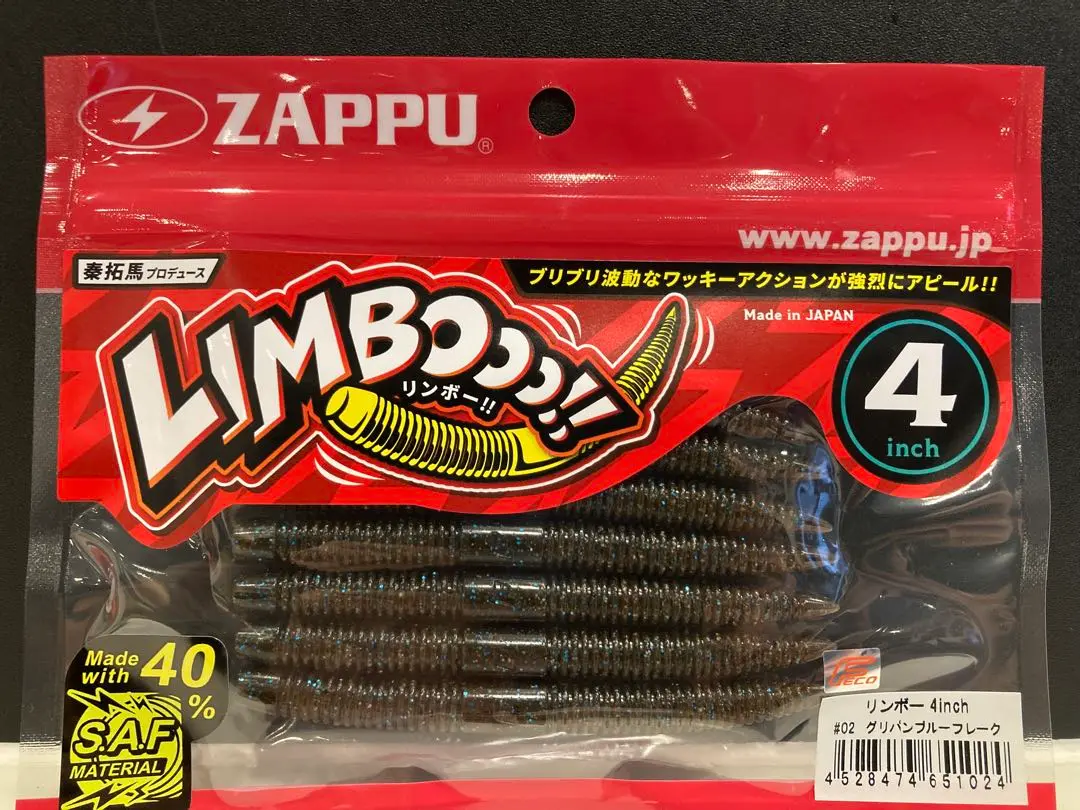 ZAPPU®
www.zappu.jp
秦拓馬プロデュース
ブリブリ波動なワッキーアクションが強烈にアピール!!
Made in JAPAN
LIMBOooo!!
リンボー!!
4
inch
Made with 40%
S.A.F
MATERIAL
ECO
リンボー 4inch
#02 グリパンブルーフレーク
4528474651024